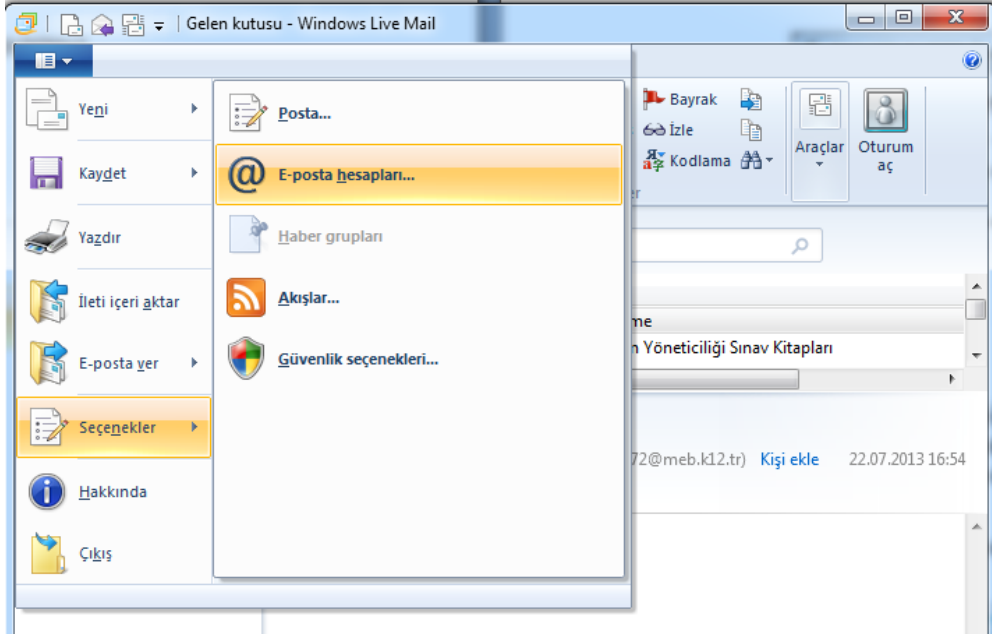 Gelen kutusu - Windows Live Mail
Yeni
Kaydet
Yazdır
İleti içeri aktar
E-posta ver
Seçenekler
Hakkında
Çıkış
Posta...
E-posta hesapları...
Haber grupları
Akışlar...
Güvenlik seçenekleri...
Bayrak
İzle
Kodlama
Araçlar
Oturum
aç
Yöneticiliği Sınav Kitapları
72@meb.k12.tr) Kişi ekle 22.07.2013 16:54